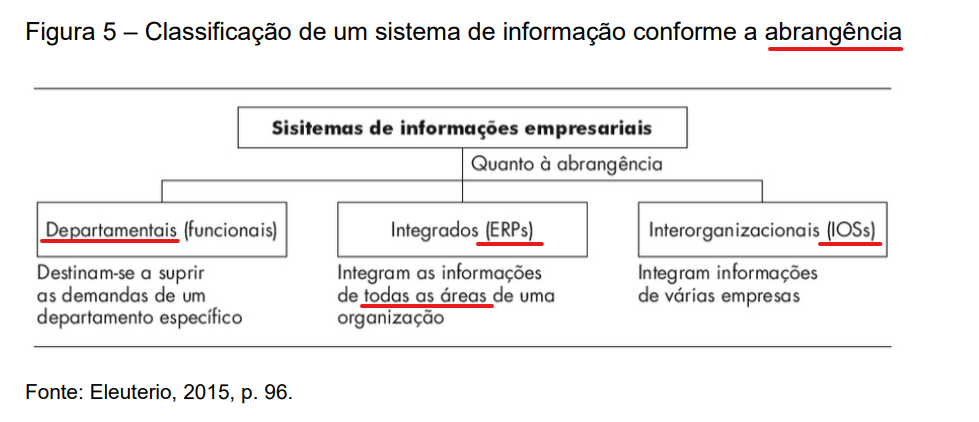 Figura 5 – Classificação de um sistema de informação conforme a abrangência
Sisitemas de informações empresariais
Quanto à abrangência
Departamentais (funcionais)
Destinam-se a suprir
as demandas de um
departamento específico
Integrados (ERPs)
Integram as informações
de todas as áreas de uma
organização
Interorganizacionais (IOSs)
Integram informações
de várias empresas
Fonte: Eleuterio, 2015, p. 96.